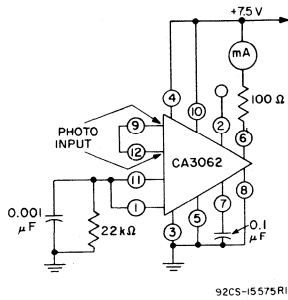 +7.5 V
mA
4
10
100 Ω
2
9
6
PHOTO
INPUT
12
CA3062
11
8
1
7
0.001
μF
22 kΩ
3
5
0.1
μF
92CS-15575R1